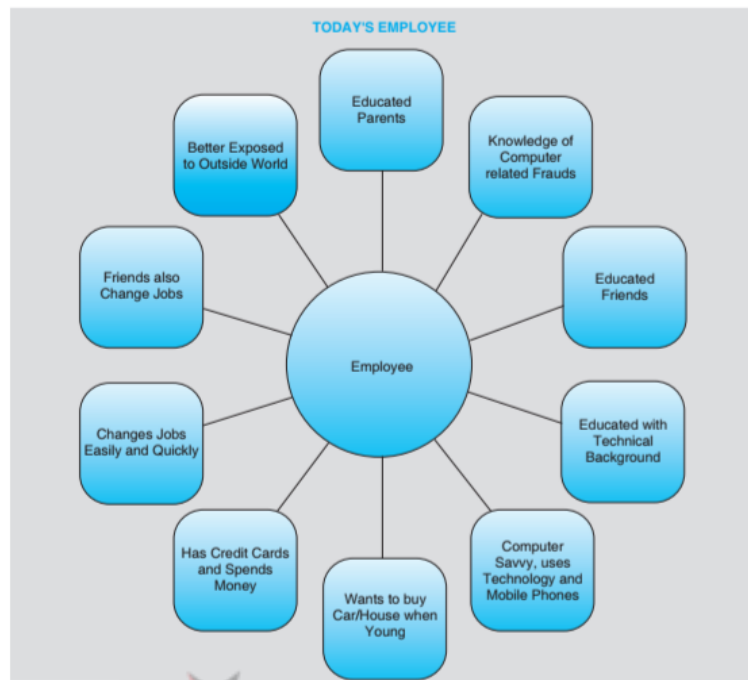 TODAY'S EMPLOYEE
Educated
Parents
Knowledge of
Computer
related Frauds
Educated
Friends
Educated with
Technical
Background
Computer
Savvy, uses
Technology and
Mobile Phones
Wants to buy
Car/House when
Young
Has Credit Cards
and Spends
Money
Changes Jobs
Easily and Quickly
Friends also
Change Jobs
Better Exposed
to Outside World
Employee